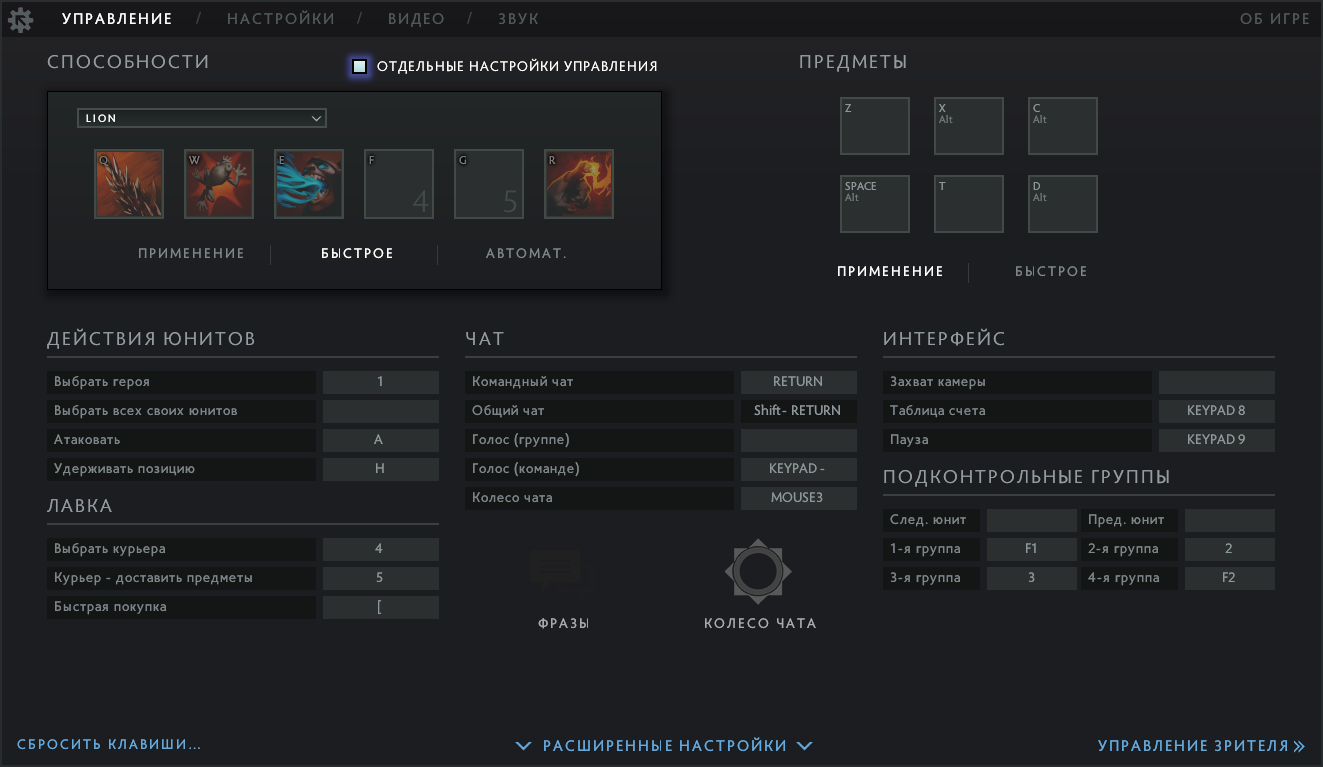 УПРАВЛЕНИЕ / НАСТРОЙКИ / ВИДЕО / ЗВУК ОБ ИГРЕ
СПОСОБНОСТИ
ОТДЕЛЬНЫЕ НАСТРОЙКИ УПРАВЛЕНИЯ
LION
Q W E F G R
4 5
ПРИМЕНЕНИЕ БЫСТРОЕ АВТОМАТ.
ПРЕДМЕТЫ
Z X C
Alt Alt
SPACE T D
Alt Alt
ПРИМЕНЕНИЕ БЫСТРОЕ
ДЕЙСТВИЯ ЮНИТОВ
Выбрать героя 1
Выбрать всех своих юнитов
Атаковать A
Удерживать позицию H
ЛАВКА
Выбрать курьера 4
Курьер - доставить предметы 5
Быстрая покупка [
ЧАТ
Командный чат RETURN
Общий чат Shift- RETURN
Голос (группе)
Голос (команде) KEYPAD -
Колесо чата MOUSE3
ФРАЗЫ КОЛЕСО ЧАТА
ИНТЕРФЕЙС
Захват камеры
Таблица счета KEYPAD 8
Пауза KEYPAD 9
ПОДКОНТРОЛЬНЫЕ ГРУППЫ
След. юнит Пред. юнит
1-я группа F1 2-я группа 2
3-я группа 3 4-я группа F2
СБРОСИТЬ КЛАВИШИ... РАСШИРЕННЫЕ НАСТРОЙКИ УПРАВЛЕНИЕ ЗРИТЕЛЯ